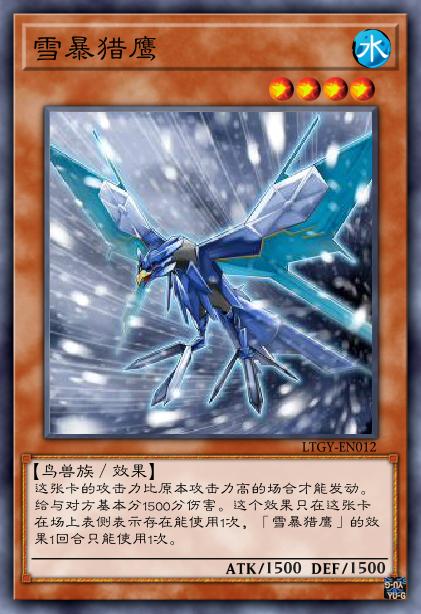 雪暴猎鹰
水
LTGY-EN012
【鸟兽族/效果】
这张卡的攻击力比原本攻击力高的场合才能发动。
给与对方基本分1500分伤害。这个效果只在这张卡
在场上表侧表示存在能使用1次，「雪暴猎鹰」的效
果1回合只能使用1次。
ATK/1500 DEF/1500